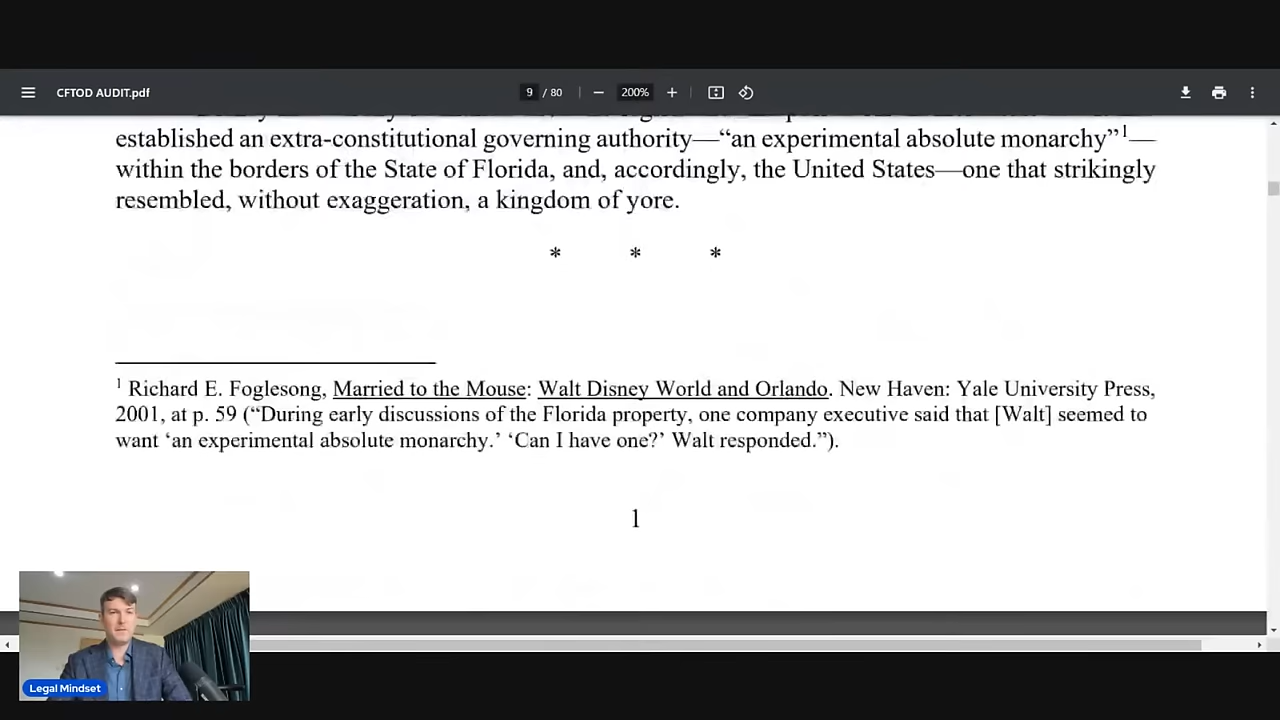 CFTOD AUDIT.pdf
9 / 80
200%
established an extra-constitutional governing authority—“an experimental absolute monarchy”1—
within the borders of the State of Florida, and, accordingly, the United States—one that strikingly
resembled, without exaggeration, a kingdom of yore.
* * *
1 Richard E. Foglesong, Married to the Mouse: Walt Disney World and Orlando. New Haven: Yale University Press,
2001, at p. 59 (“During early discussions of the Florida property, one company executive said that [Walt] seemed to
want ‘an experimental absolute monarchy.’ ‘Can I have one?’ Walt responded.”).
1
Legal Mindset